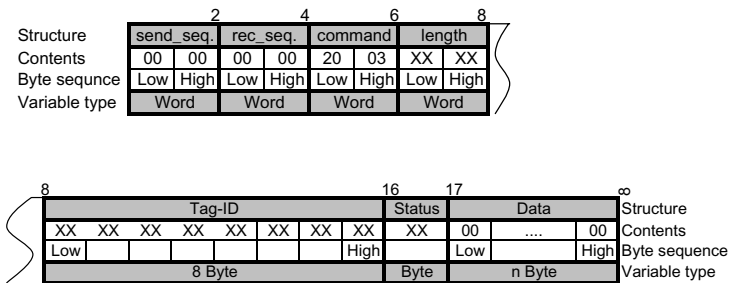 2 4 6 8
Structure send_seq. rec_seq. command length
Contents 00 00 00 00 20 03 XX XX
Byte sequnce Low High Low High Low High Low High
Variable type Word Word Word Word
8 16 17 ∞
Tag-ID Status Data Structure
XX XX XX XX XX XX XX XX XX 00 .... 00 Contents
Low High Low High Byte sequence
8 Byte Byte n Byte Variable type